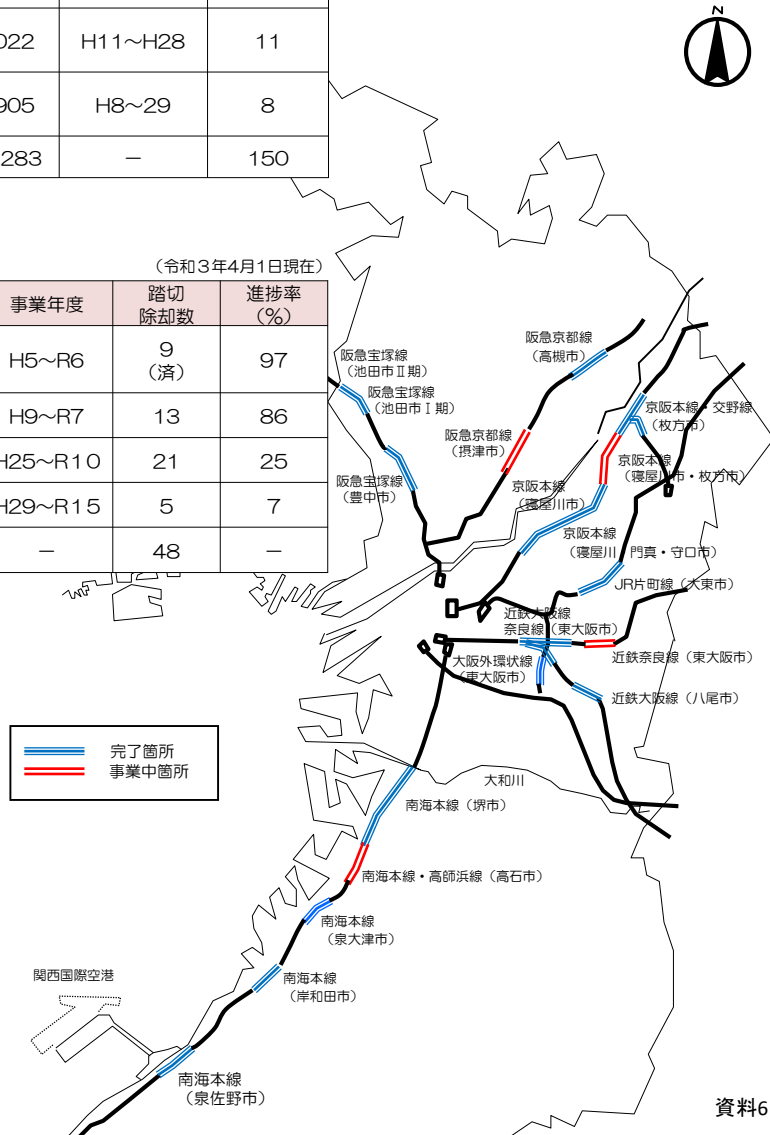 022 H11～H28 11
905 H8～29 8
283 － 150
（令和３年4月1日現在）
事業年度 踏切除却数 進捗率（%）
H5～R6 9（済） 97
H9～R7 13 86
H25～R10 21 25
H29～R15 5 7
－ 48 －
N
阪急宝塚線
（池田市Ⅱ期）
阪急宝塚線
（池田市Ⅰ期）
阪急宝塚線
（豊中市）
阪急京都線
（高槻市）
阪急京都線
（摂津市）
京阪本線・交野線
（枚方市）
京阪本線
（寝屋川市・枚方市）
京阪本線
（寝屋川市）
京阪本線
（寝屋川 門真・守口市）
JR片町線（大東市）
近鉄大阪線
奈良線（東大阪市）
近鉄奈良線（東大阪市）
大阪外環状線
（東大阪市）
近鉄大阪線（八尾市）
完了箇所
事業中箇所
大和川
南海本線（堺市）
南海本線・高師浜線（高石市）
南海本線
（泉大津市）
南海本線
（岸和田市）
関西国際空港
南海本線
（泉佐野市）
資料6